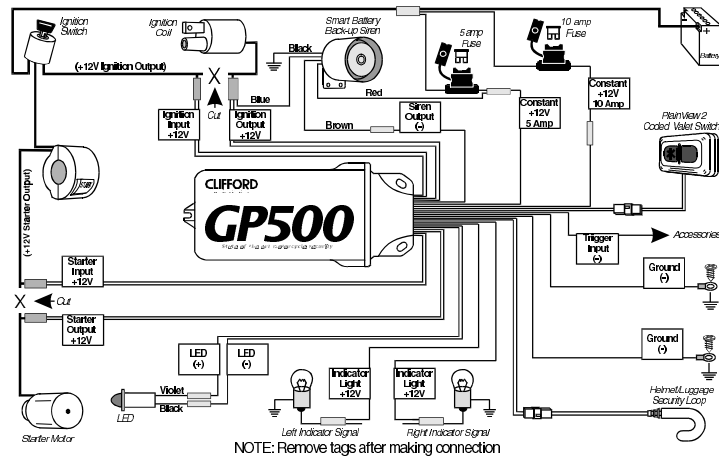 Ignition
Switch
Ignition
Coil
Smart Battery
Back-up Siren
5 amp
Fuse
10 amp
Fuse
+
Battery
Black
(+12V Ignition Output)
X
Cut
Blue
Red
Ignition
Input
+12V
Ignition
Output
+12V
Brown
Siren
Output
(-)
Constant
+12V
5 Amp
Constant
+12V
10 Amp
PlainView 2
Coded Valet Switch
(+12V Starter Output)
CLIFFORD
GP500
Trigger
Input
(-)
Accessories
Starter
Input
+12V
Ground
(-)
X
Cut
Starter
Output
+12V
LED
(+)
LED
(-)
Ground
(-)
Indicator
Light
+12V
Indicator
Light
+12V
Violet
Black
LED
Helmet/Luggage
Security Loop
Starter Motor
Left Indicator Signal
Right Indicator Signal
NOTE: Remove tags after making connection